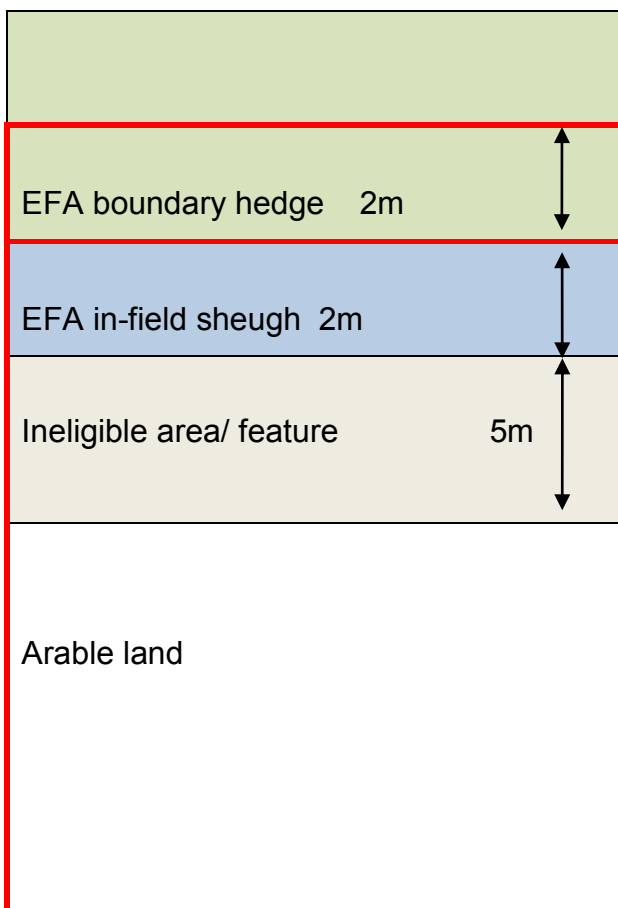 EFA boundary hedge 2m
EFA in-field sheugh 2m
Ineligible area/ feature 5m
Arable land